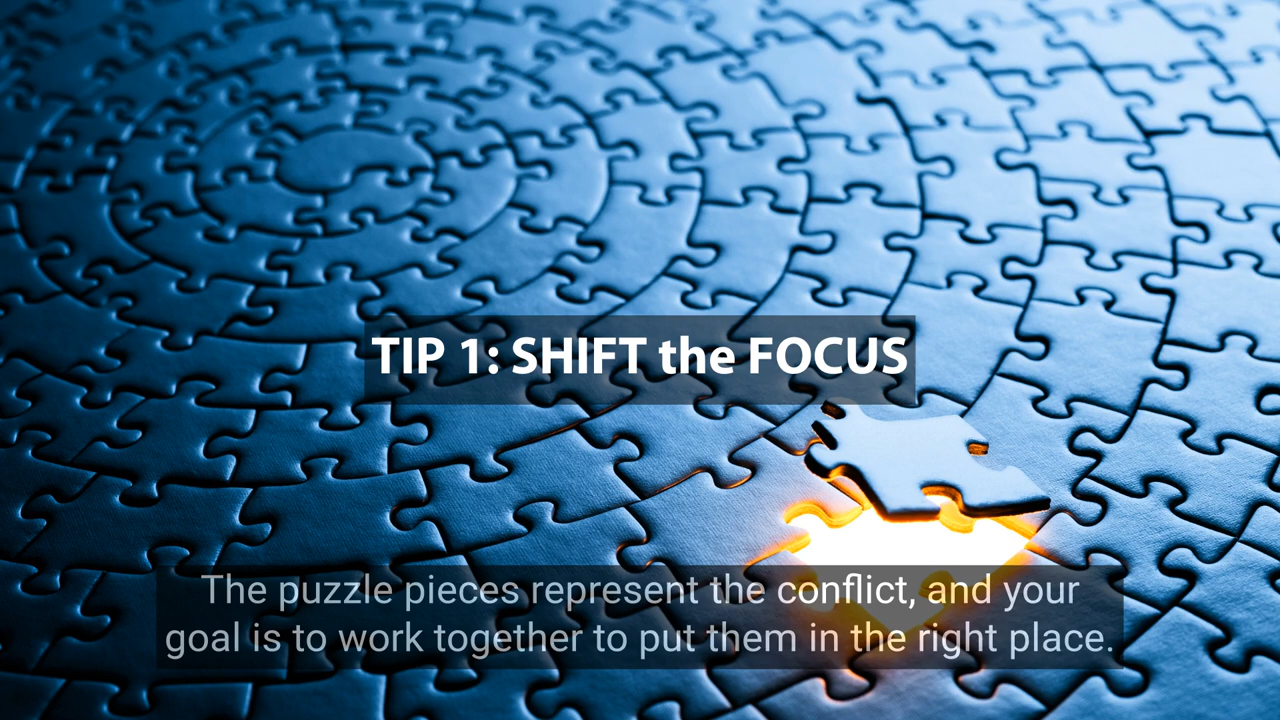 TIP 1: SHIFT the FOCUS
The puzzle pieces represent the conflict, and your
goal is to work together to put them in the right place.